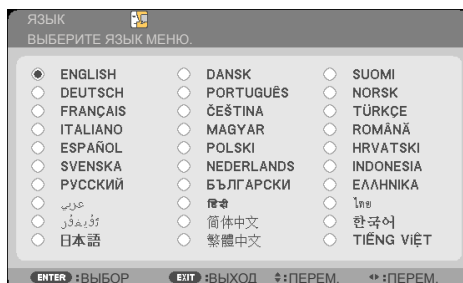 ЯЗЫК
ВЫБЕРИТЕ ЯЗЫК МЕНЮ.
ENGLISH DANSK SUOMI
DEUTSCH PORTUGUÊS NORSK
FRANÇAIS ČEŠTINA TÜRKÇE
ITALIANO MAGYAR ROMÂNĂ
ESPAÑOL POLSKI HRVATSKI
SVENSKA NEDERLANDS INDONESIA
РУССКИЙ БЪЛГАРСКИ ΕΛΛΗΝΙΚΑ
عربي हिन्दी ไทย
简体中文 한국어
日本語 繁體中文 TIẾNG VIỆT
ENTER :ВЫБОР EXIT :ВЫХОД :ПЕРЕМ. :ПЕРЕМ.